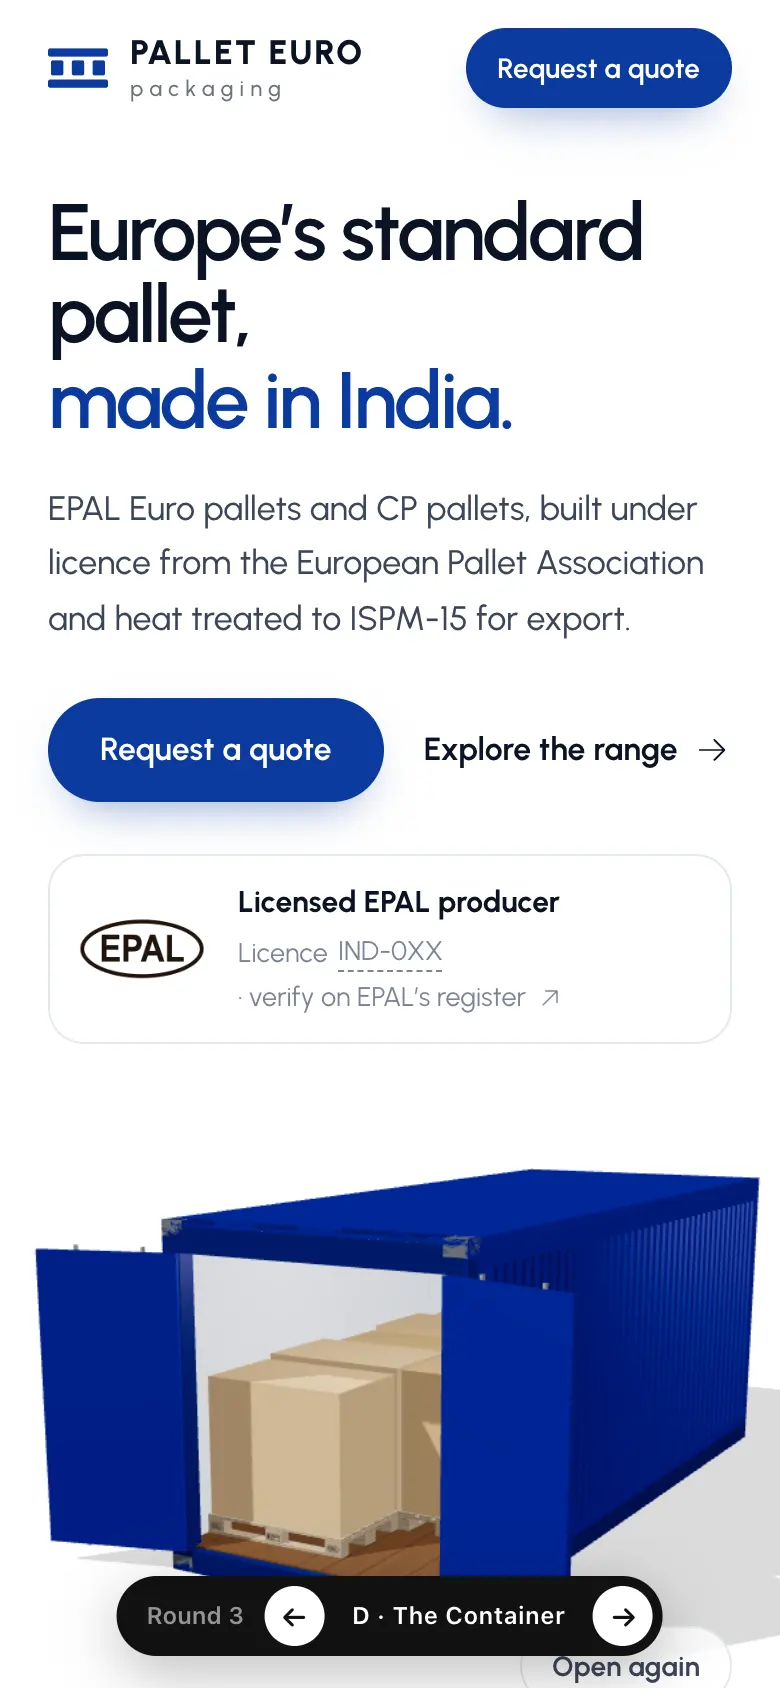 PALLET EURO
packaging
Request a quote
Europe’s standard
pallet,
made in India.
EPAL Euro pallets and CP pallets, built under
licence from the European Pallet Association
and heat treated to ISPM-15 for export.
Request a quote
Explore the range →
EPAL
Licensed EPAL producer
Licence IND-0XX
· verify on EPAL’s register ↗
Round 3 ← D · The Container →
Open again